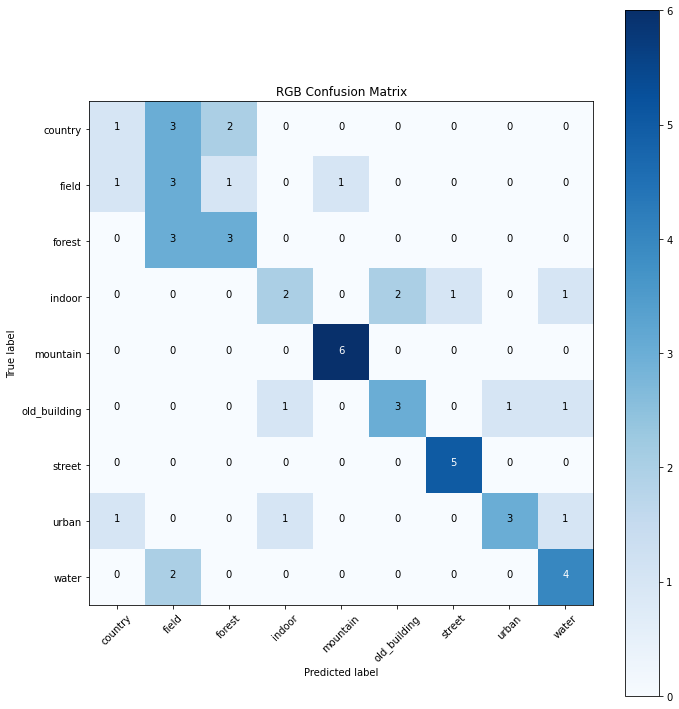 RGB Confusion Matrix
country 1 3 2 0 0 0 0 0 0
field 1 3 1 0 1 0 0 0 0
forest 0 3 3 0 0 0 0 0 0
indoor 0 0 0 2 0 2 1 0 1
mountain 0 0 0 0 6 0 0 0 0
old_building 0 0 0 1 0 3 0 1 1
street 0 0 0 0 0 0 5 0 0
urban 1 0 0 1 0 0 0 3 1
water 0 2 0 0 0 0 0 0 4
True label
country field forest indoor mountain old_building street urban water
Predicted label
6
5
4
3
2
1
0